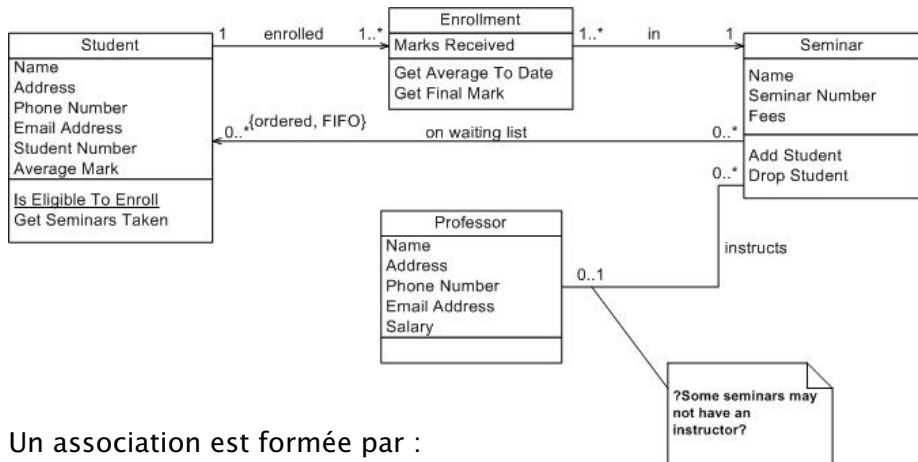 Enrollment
Student
1 enrolled 1..*
Marks Received
1..* in 1
Seminar
Name
Address
Phone Number
Email Address
Student Number
Average Mark
Get Average To Date
Get Final Mark
Name
Seminar Number
Fees
{ordered, FIFO}
0..* on waiting list 0..*
Is Eligible To Enroll
Get Seminars Taken
Add Student
Drop Student
0..*
Professor
Name
Address
Phone Number
Email Address
Salary
instructs
0..1
?Some seminars may
not have an
instructor?
Un association est formée par :